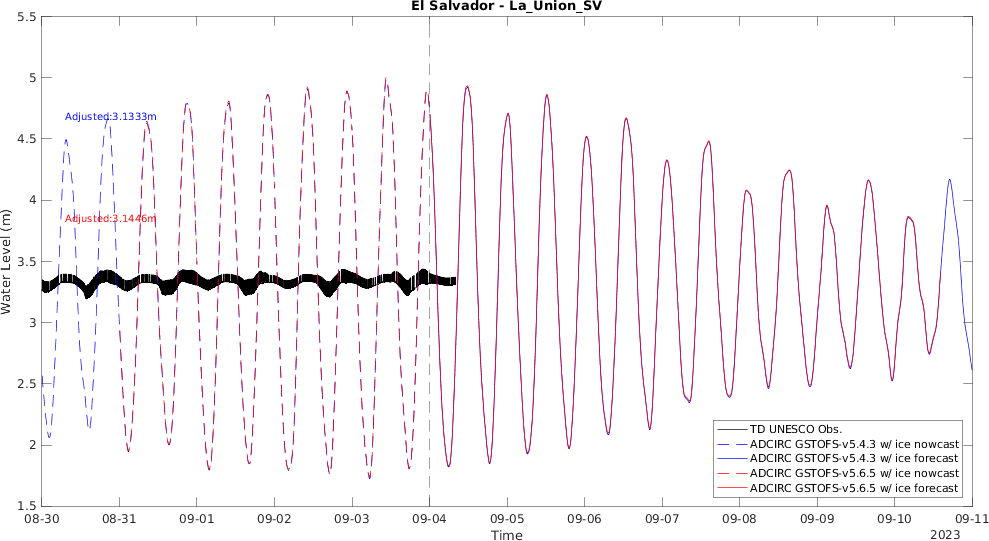 El Salvador - La_Union_SV
5.5
5
4.5
4
3.5
3
2.5
2
1.5
Water Level (m)
Adjusted:3.1333m
Adjusted:3.1446m
TD UNESCO Obs.
ADCIRC GSTOFS-v5.4.3 w/ ice nowcast
ADCIRC GSTOFS-v5.4.3 w/ ice forecast
ADCIRC GSTOFS-v5.6.5 w/ ice nowcast
ADCIRC GSTOFS-v5.6.5 w/ ice forecast
08-30 08-31 09-01 09-02 09-03 09-04 09-05 09-06 09-07 09-08 09-09 09-10 09-11
Time
2023